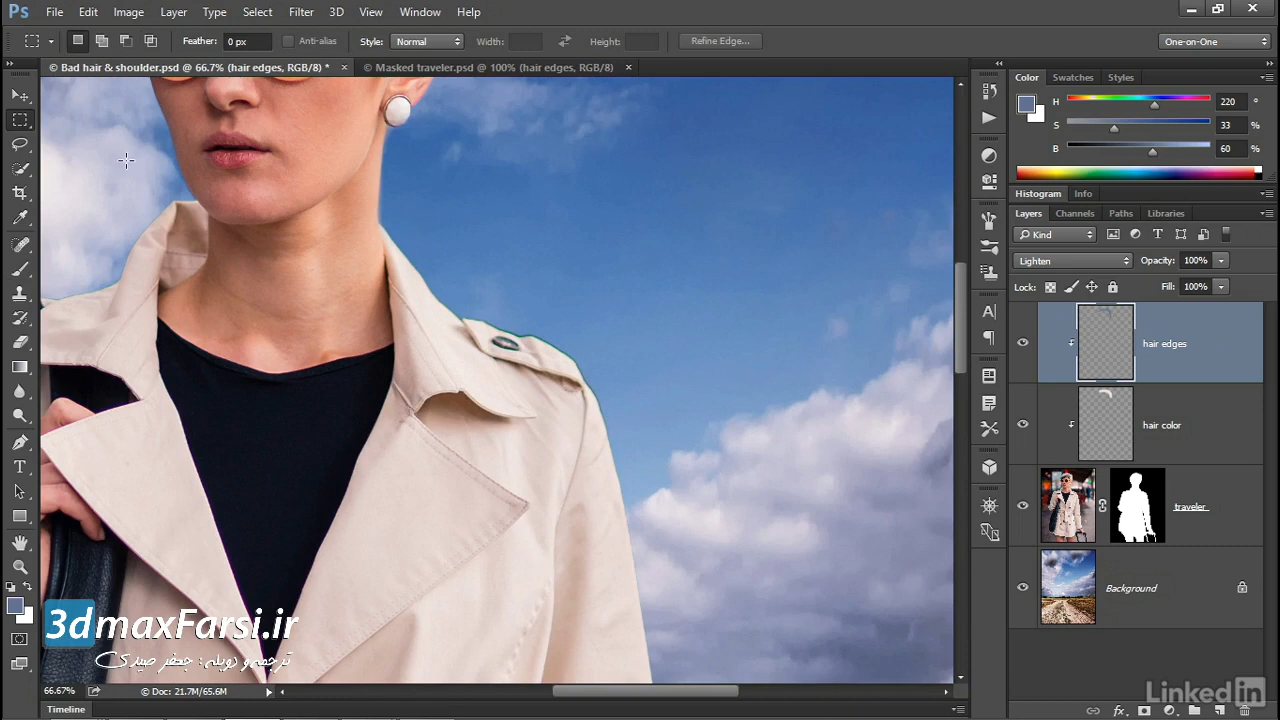 Ps File Edit Image Layer Type Select Filter 3D View Window Help
Feather: 0 px Anti-alias Style: Normal Width: Height: Refine Edge... One-on-One
© Bad hair & shoulder.psd @ 66.7% (hair edges, RGB/8) * × © Masked traveler.psd @ 100% (hair edges, RGB/8) ×
Color Swatches Styles
H 220 °
S 33 %
B 60 %
Histogram Info
Layers Channels Paths Libraries
Kind
Lighten Opacity: 100%
Lock: Fill: 100%
hair edges
hair color
traveler
Background
3dmaxFarsi.ir
ترجمه و دوبله: جعفر صیدی
66.67% © Doc: 21.7M/65.6M
Timeline
LinkedIn